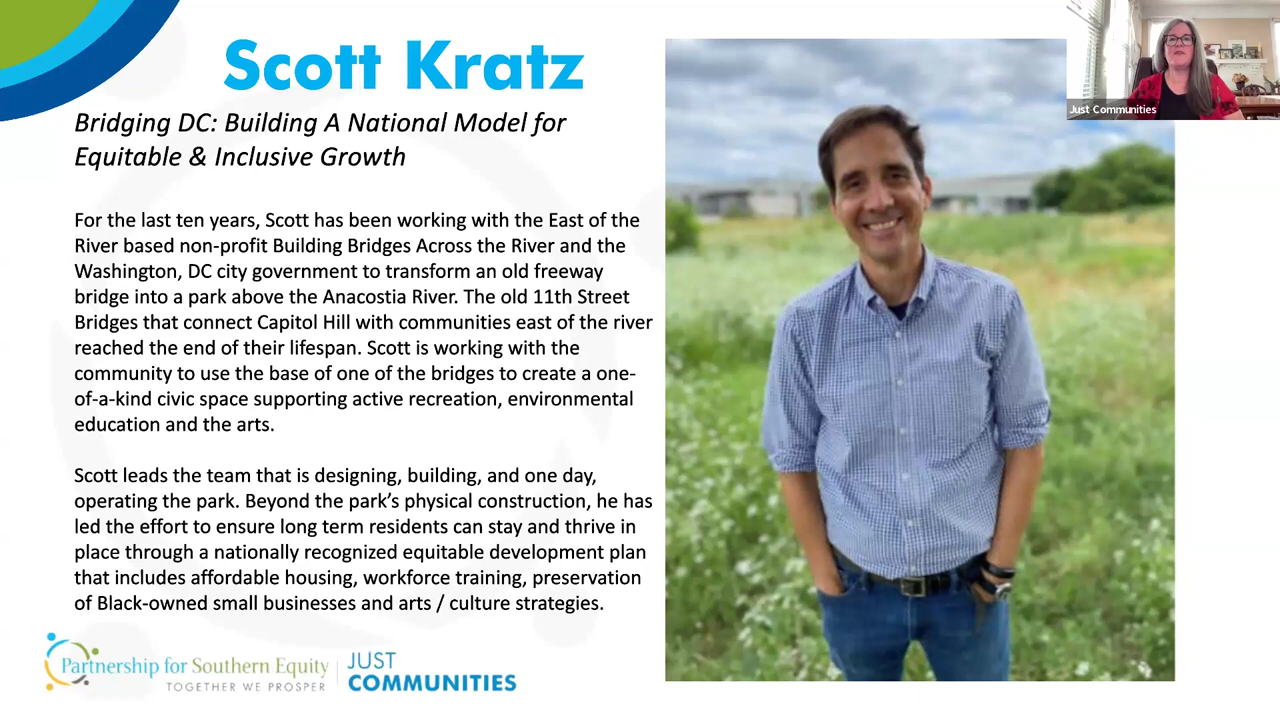 Scott Kratz
Bridging DC: Building A National Model for
Equitable & Inclusive Growth
For the last ten years, Scott has been working with the East of the
River based non-profit Building Bridges Across the River and the
Washington, DC city government to transform an old freeway
bridge into a park above the Anacostia River. The old 11th Street
Bridges that connect Capitol Hill with communities east of the river
reached the end of their lifespan. Scott is working with the
community to use the base of one of the bridges to create a one-
of-a-kind civic space supporting active recreation, environmental
education and the arts.
Scott leads the team that is designing, building, and one day,
operating the park. Beyond the park’s physical construction, he has
led the effort to ensure long term residents can stay and thrive in
place through a nationally recognized equitable development plan
that includes affordable housing, workforce training, preservation
of Black-owned small businesses and arts / culture strategies.
Partnership for Southern Equity
TOGETHER WE PROSPER
JUST
COMMUNITIES
Just Communities